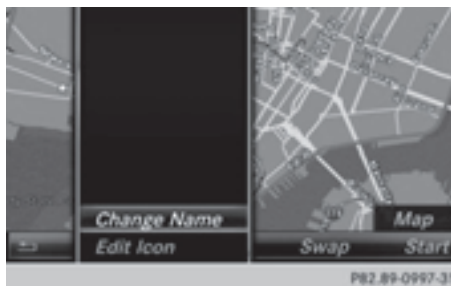 Change Name
Map
Edit Icon
Swap
Start
P82.89-0997-31